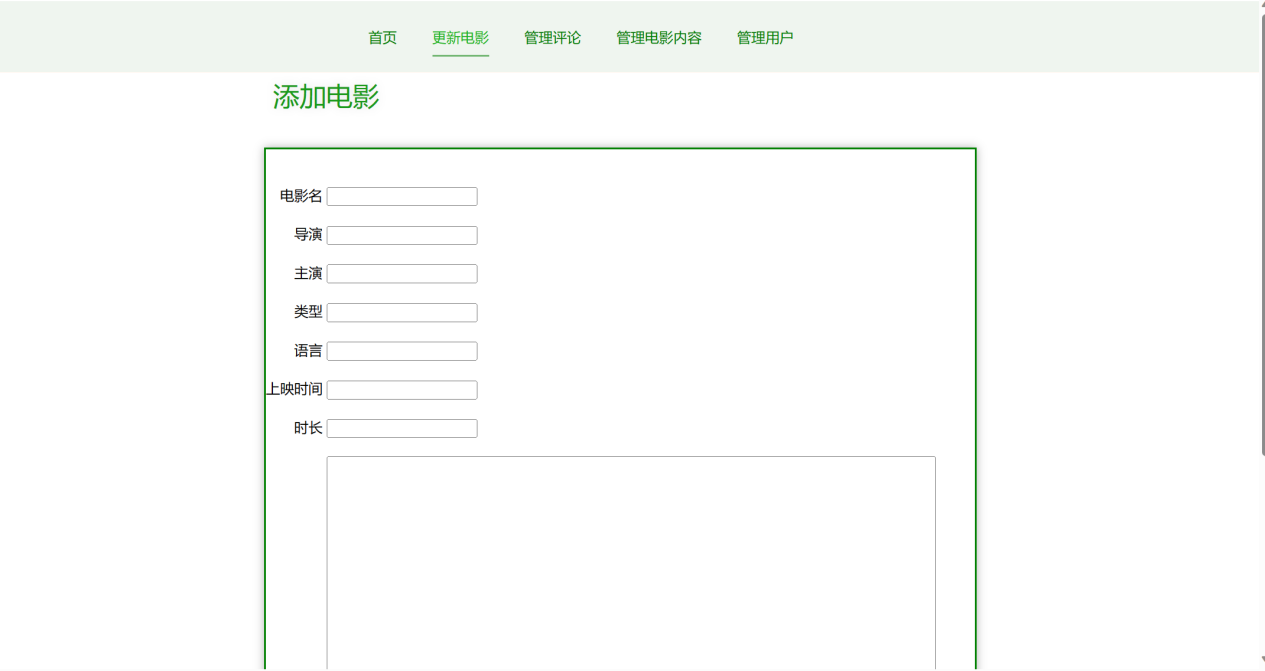 首页 更新电影 管理评论 管理电影内容 管理用户
添加电影
电影名
导演
主演
类型
语言
上映时间
时长